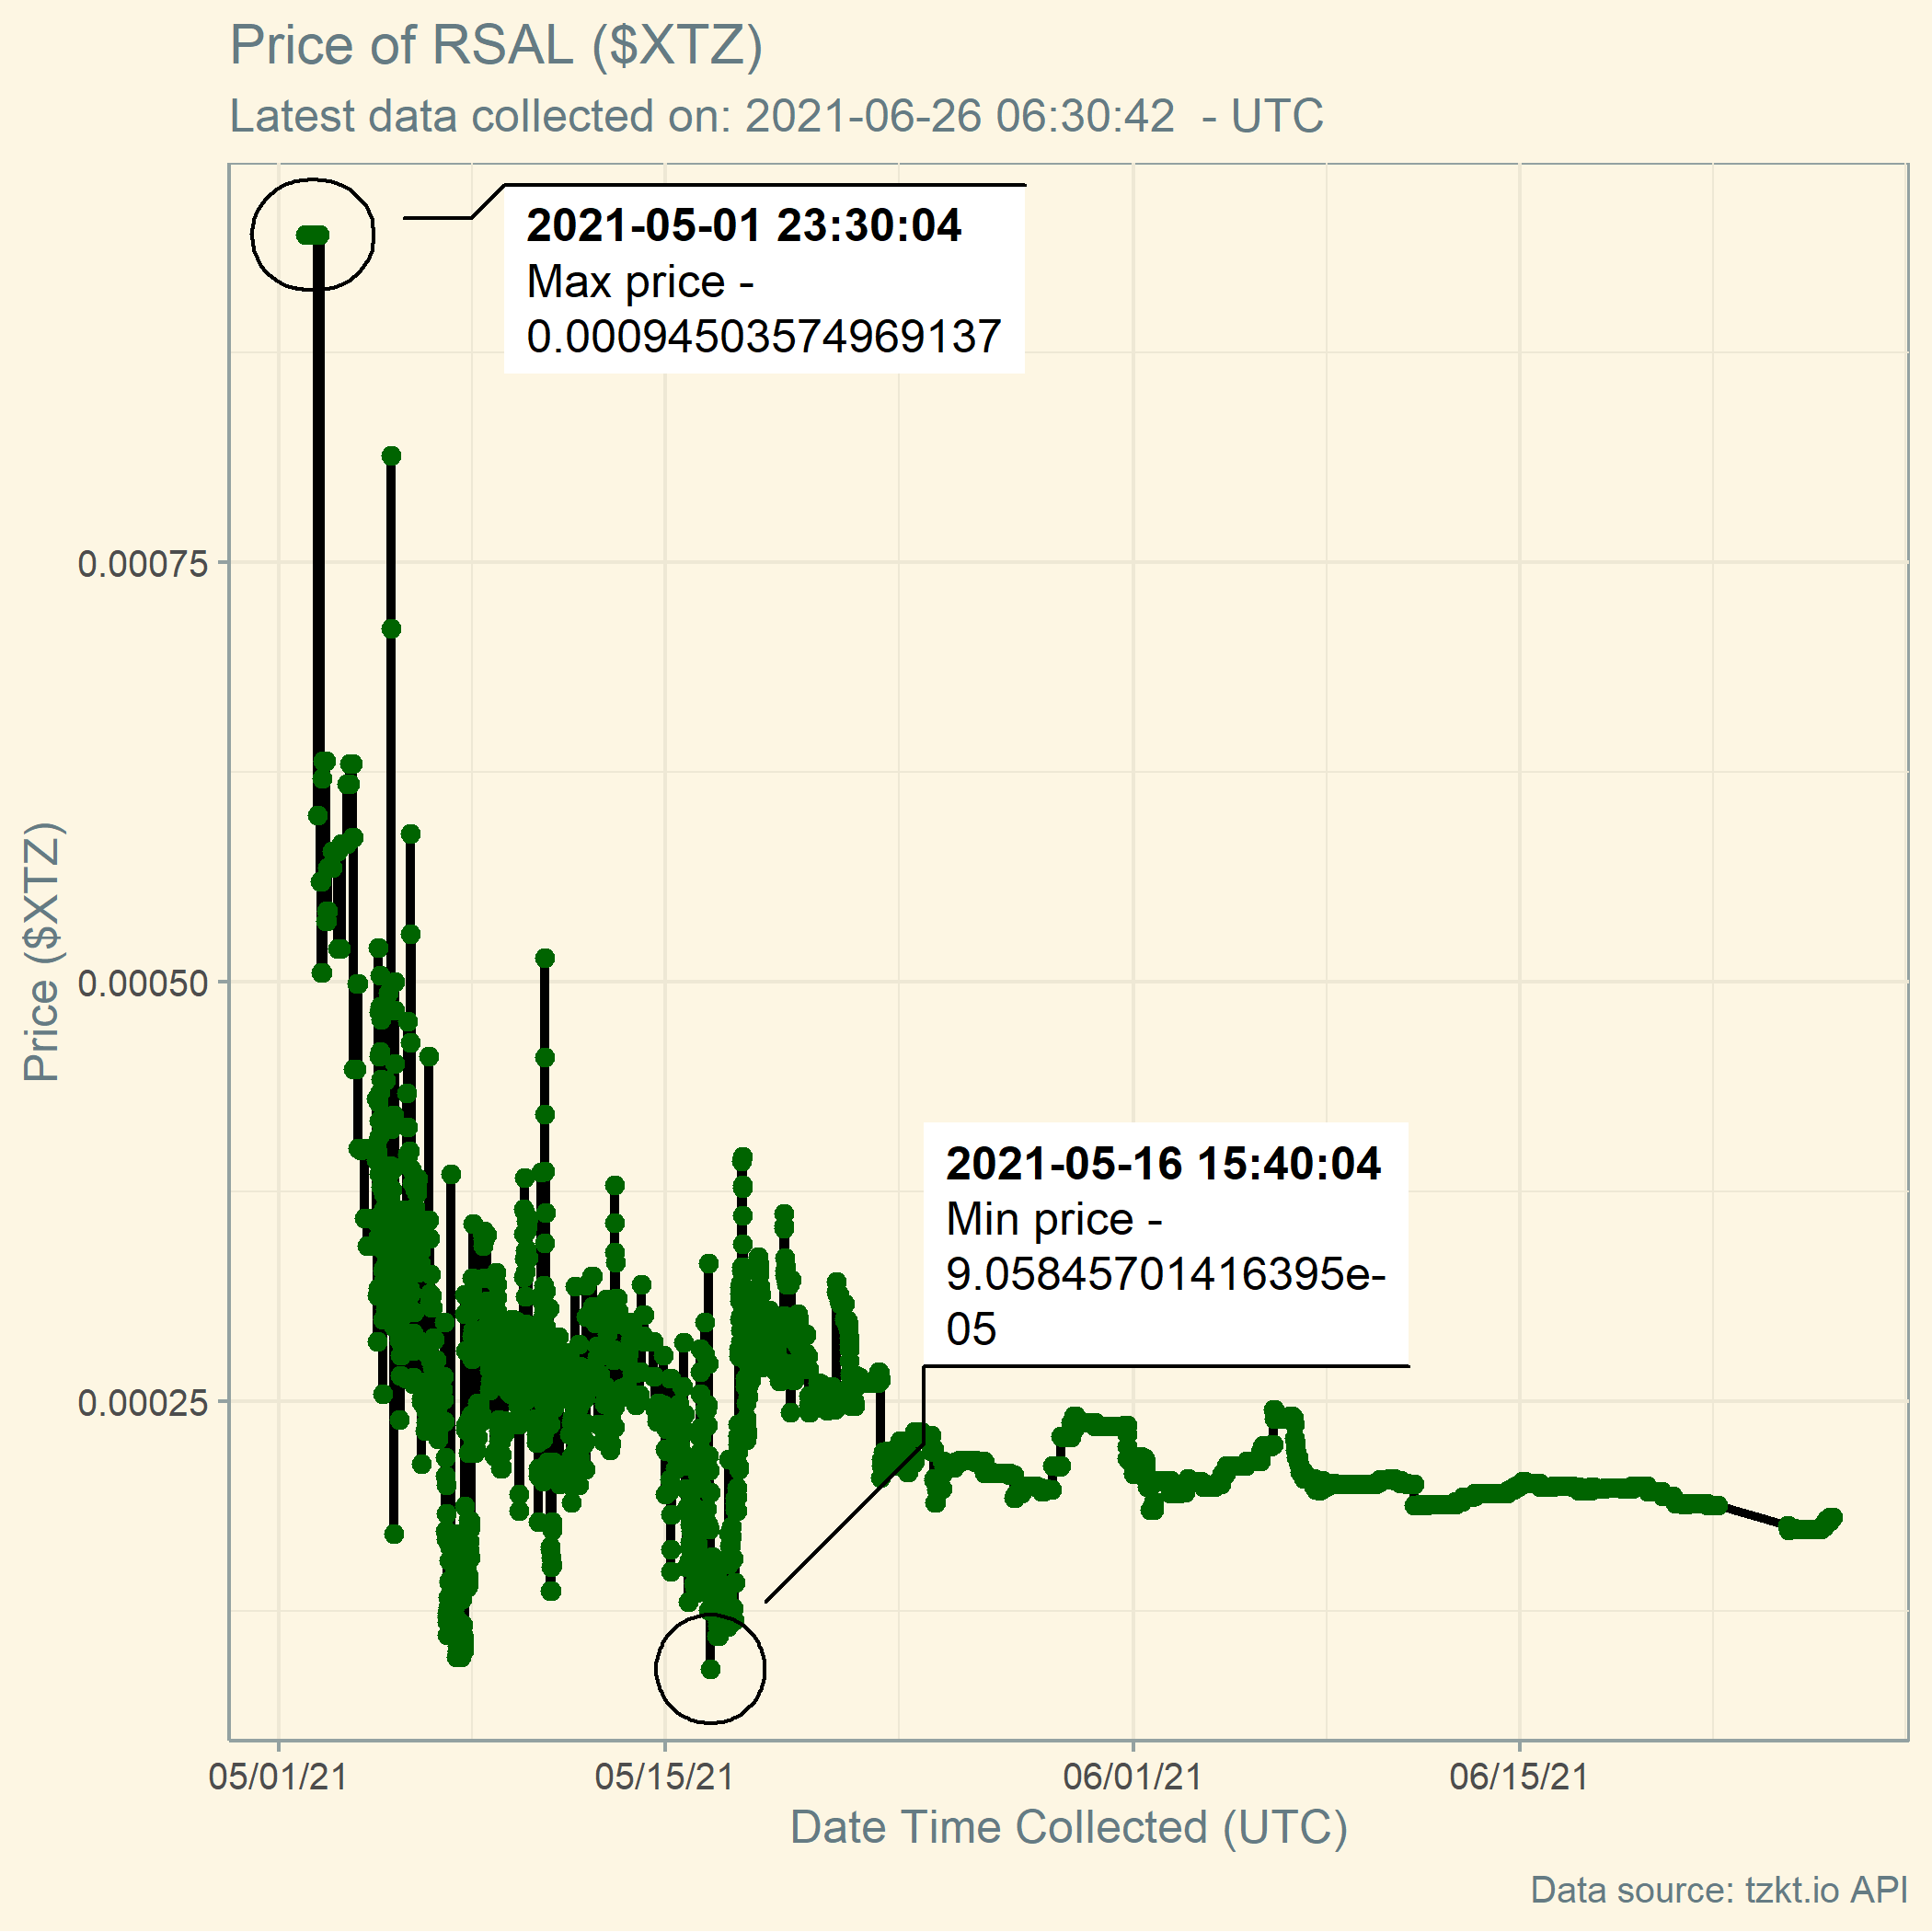 Price of RSAL ($XTZ)
Latest data collected on: 2021-06-26 06:30:42  - UTC
2021-05-01 23:30:04
Max price -
0.00094503574969137
0.00075
Price ($XTZ)
0.00050
2021-05-16 15:40:04
Min price -
9.05845701416395e-
05
0.00025
05/01/21
05/15/21
06/01/21
06/15/21
Date Time Collected (UTC)
Data source: tzkt.io API